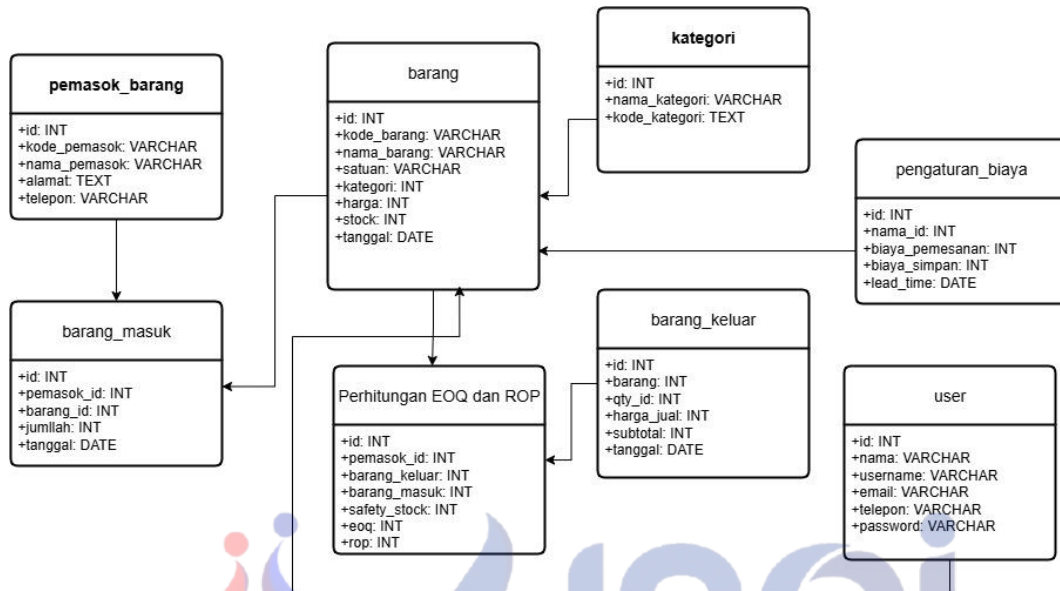 pemasok_barang
+id: INT
+kode_pemasok: VARCHAR
+nama_pemasok: VARCHAR
+alamat: TEXT
+telepon: VARCHAR
barang
+id: INT
+kode_barang: VARCHAR
+nama_barang: VARCHAR
+satuan: VARCHAR
+kategori: INT
+harga: INT
+stock: INT
+tanggal: DATE
kategori
+id: INT
+nama_kategori: VARCHAR
+kode_kategori: TEXT
pengaturan_biaya
+id: INT
+nama_id: INT
+biaya_pemesanan: INT
+biaya_simpan: INT
+lead_time: DATE
barang_masuk
+id: INT
+pemasok_id: INT
+barang_id: INT
+jumllah: INT
+tanggal: DATE
Perhitungan EOQ dan ROP
+id: INT
+pemasok_id: INT
+barang_keluar: INT
+barang_masuk: INT
+safety_stock: INT
+eoq: INT
+rop: INT
barang_keluar
+id: INT
+barang: INT
+qty_id: INT
+harga_jual: INT
+subtotal: INT
+tanggal: DATE
user
+id: INT
+nama: VARCHAR
+username: VARCHAR
+email: VARCHAR
+telepon: VARCHAR
+password: VARCHAR